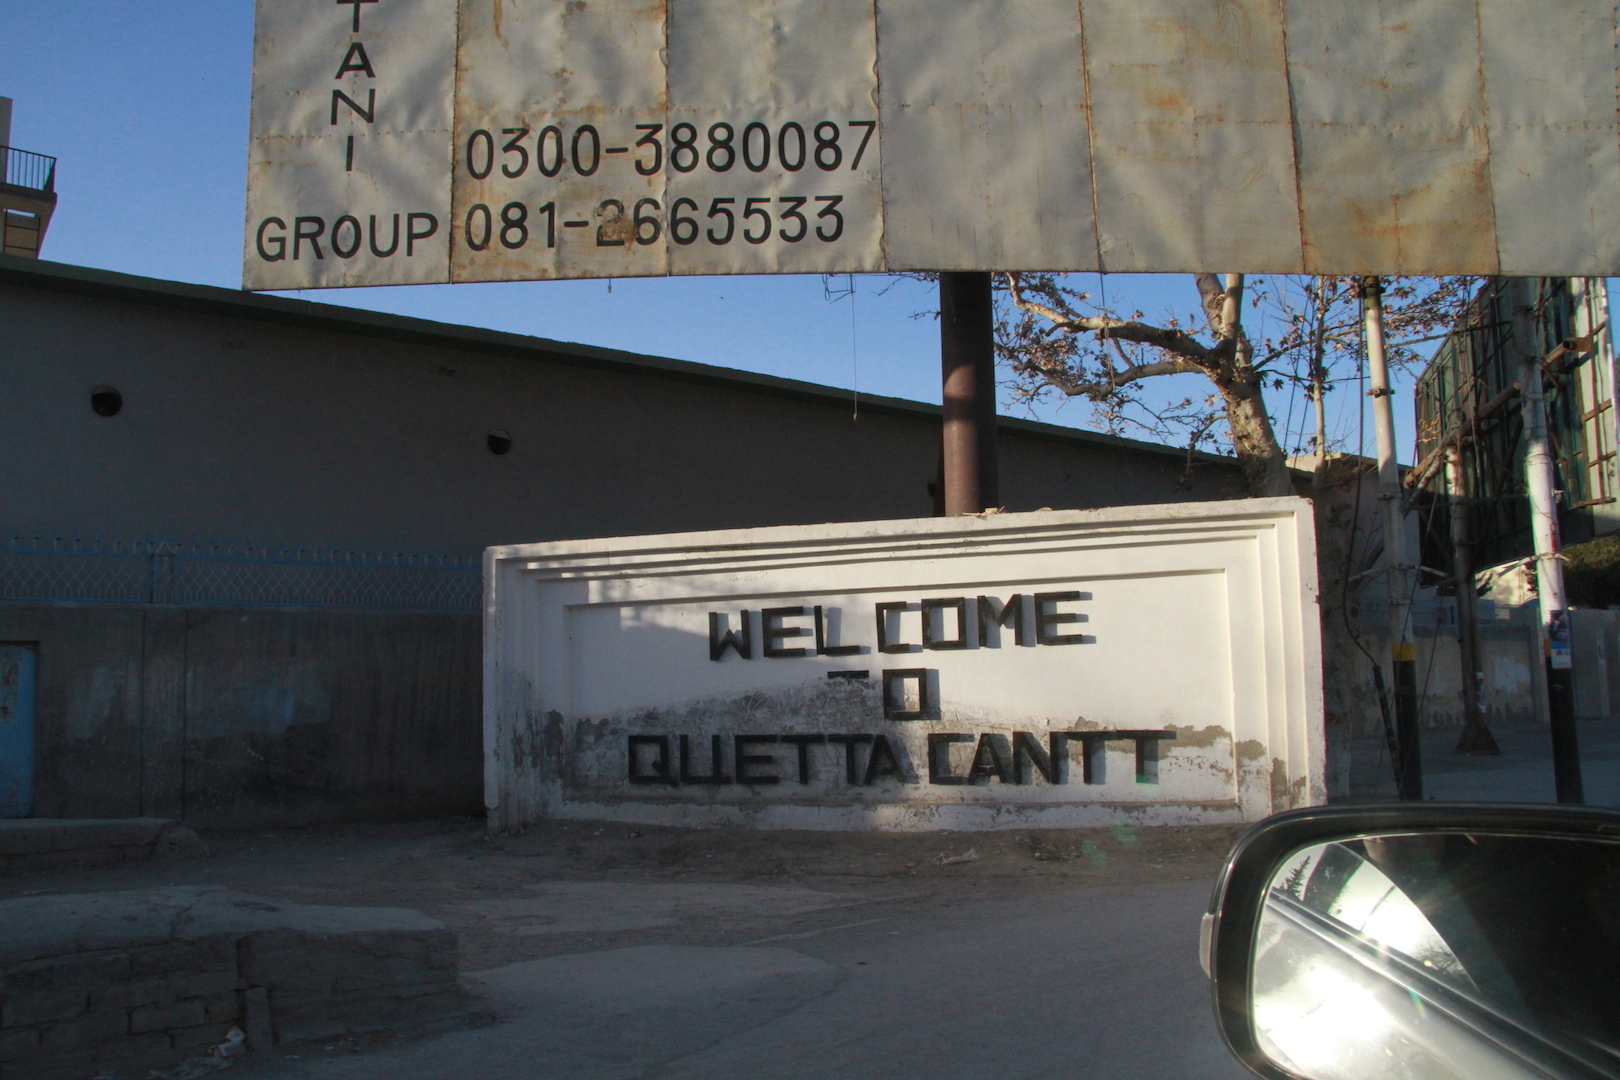 TANI
0300-3880087
GROUP 081-2665533
WELCOME
TO
QUETTA CANTT